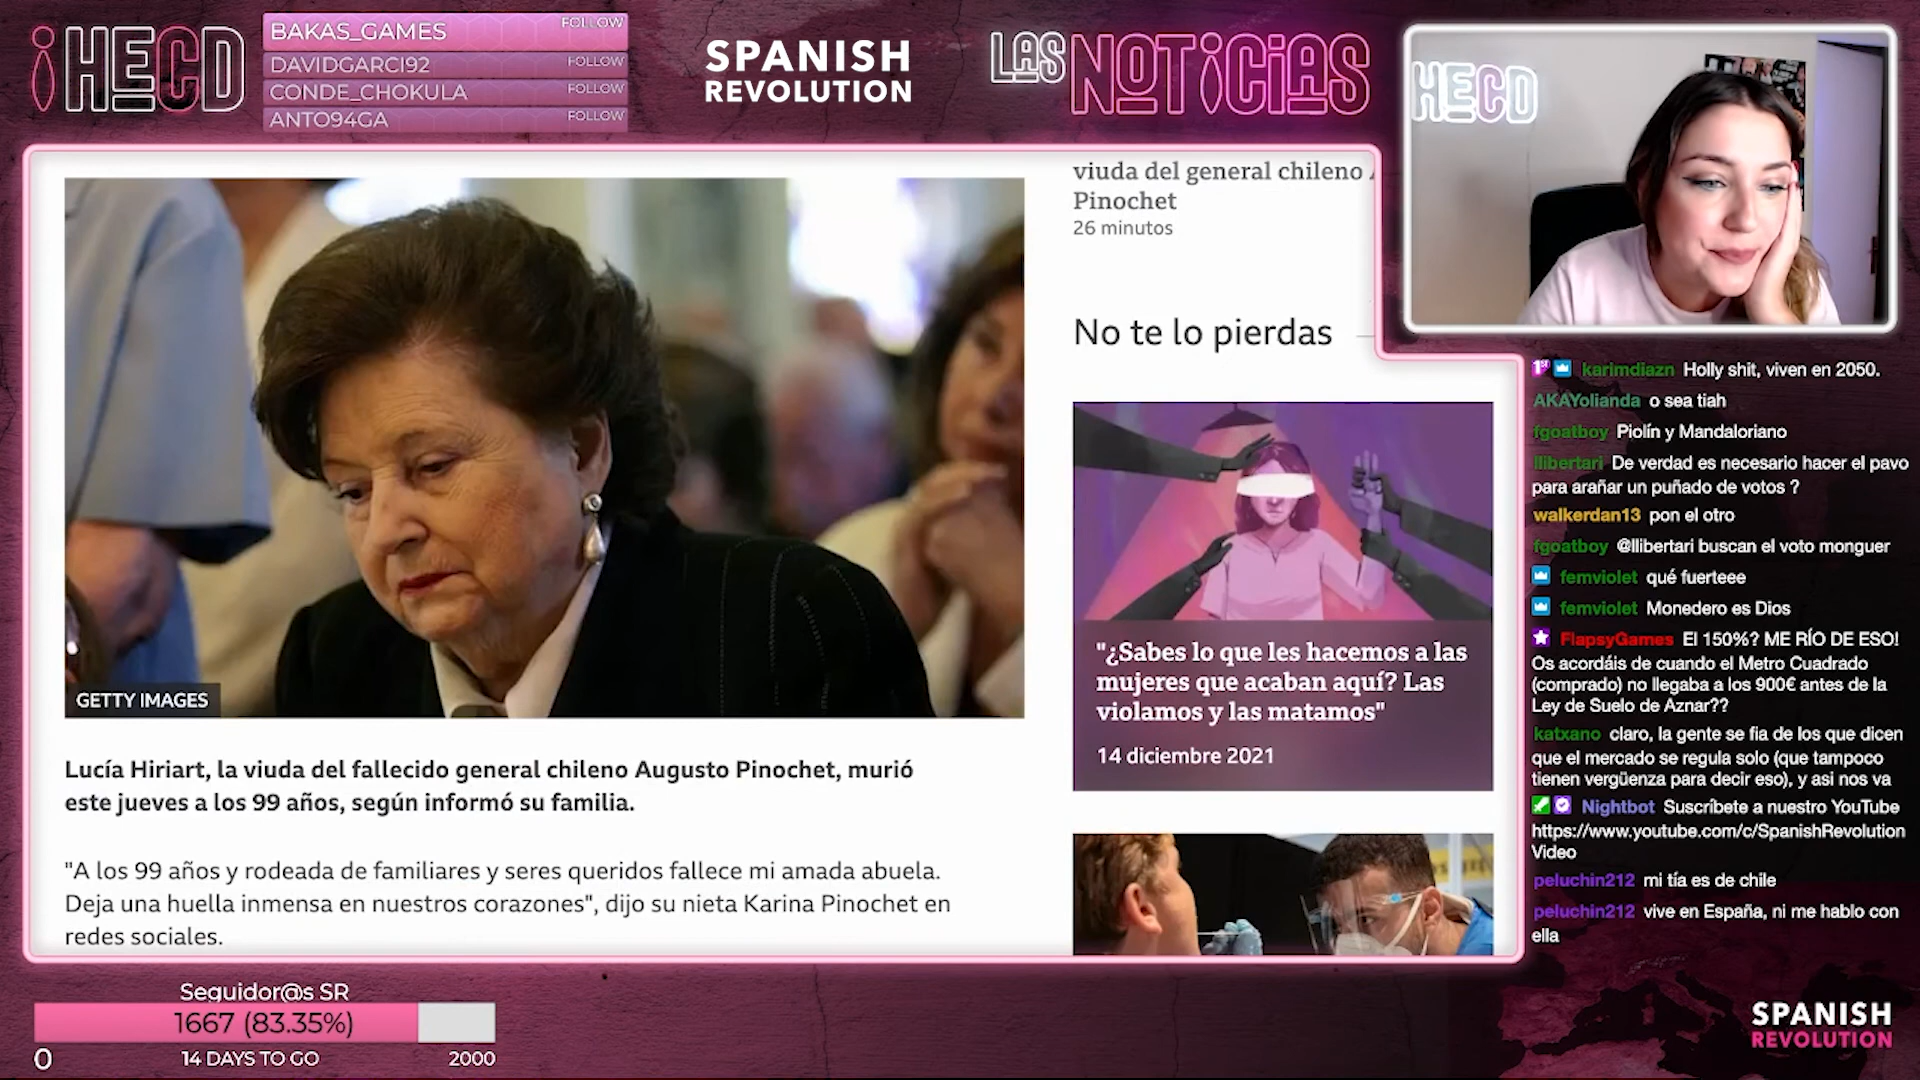 HECD
BAKAS_GAMES FOLLOW
DAVIDGARCI92 FOLLOW
CONDE_CHOKULA FOLLOW
ANTO94GA FOLLOW
SPANISH
REVOLUTION
LAS NOTICIAS
HECD
viuda del general chileno
Pinochet
26 minutos
No te lo pierdas
"¿Sabes lo que les hacemos a las
mujeres que acaban aquí? Las
violamos y las matamos"
14 diciembre 2021
GETTY IMAGES
Lucía Hiriart, la viuda del fallecido general chileno Augusto Pinochet, murió
este jueves a los 99 años, según informó su familia.
"A los 99 años y rodeada de familiares y seres queridos fallece mi amada abuela.
Deja una huella inmensa en nuestros corazones", dijo su nieta Karina Pinochet en
redes sociales.
karimdiazn Holly shit, viven en 2050.
AKAYolianda o sea tiah
fgoatboy Piolín y Mandaloriano
llibertari De verdad es necesario hacer el pavo
para arañar un puñado de votos ?
walkerdan13 pon el otro
fgoatboy @llibertari buscan el voto monguer
femviolet qué fuerteee
femviolet Monedero es Dios
FlapsyGames El 150%? ME RÍO DE ESO!
Os acordáis de cuando el Metro Cuadrado
(comprado) no llegaba a los 900€ antes de la
Ley de Suelo de Aznar??
katxano claro, la gente se fia de los que dicen
que el mercado se regula solo (que tampoco
tienen vergüenza para decir eso), y asi nos va
Nightbot Suscríbete a nuestro YouTube
https://www.youtube.com/c/SpanishRevolution
Video
peluchin212 mi tía es de chile
peluchin212 vive en España, ni me hablo con
ella
Seguidor@s SR
1667 (83.35%)
0 14 DAYS TO GO 2000
SPANISH
REVOLUTION